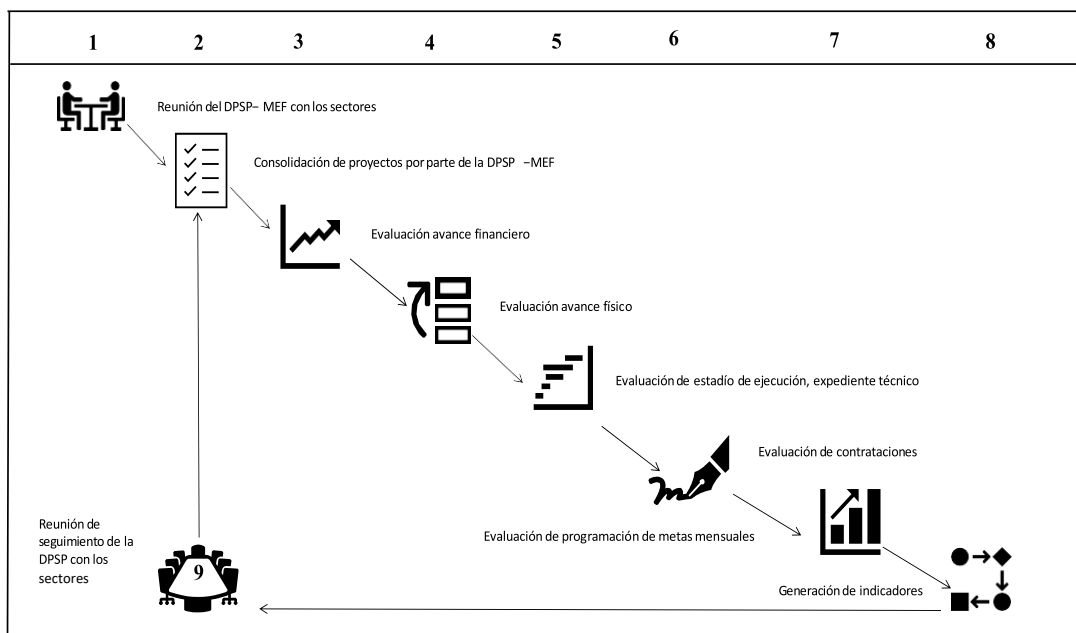 1 2 3 4 5 6 7 8
Reunión del DPSP– MEF con los sectores
Consolidación de proyectos por parte de la DPSP –MEF
Evaluación avance financiero
Evaluación avance físico
Evaluación de estadío de ejecución, expediente técnico
Evaluación de contrataciones
Evaluación de programación de metas mensuales
Generación de indicadores
Reunión de
seguimiento de la
DPSP con los
sectores
9